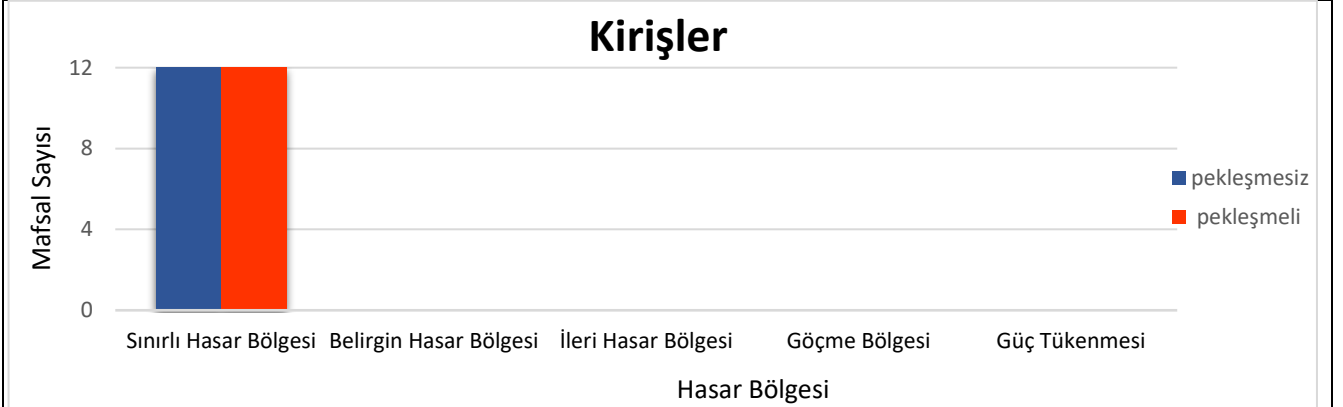 Kirişler
12
8
4
0
Mafsal Sayısı
Sınırlı Hasar Bölgesi Belirgin Hasar Bölgesi İleri Hasar Bölgesi Göçme Bölgesi Güç Tükenmesi
Hasar Bölgesi
pekleşmesiz
pekleşmeli